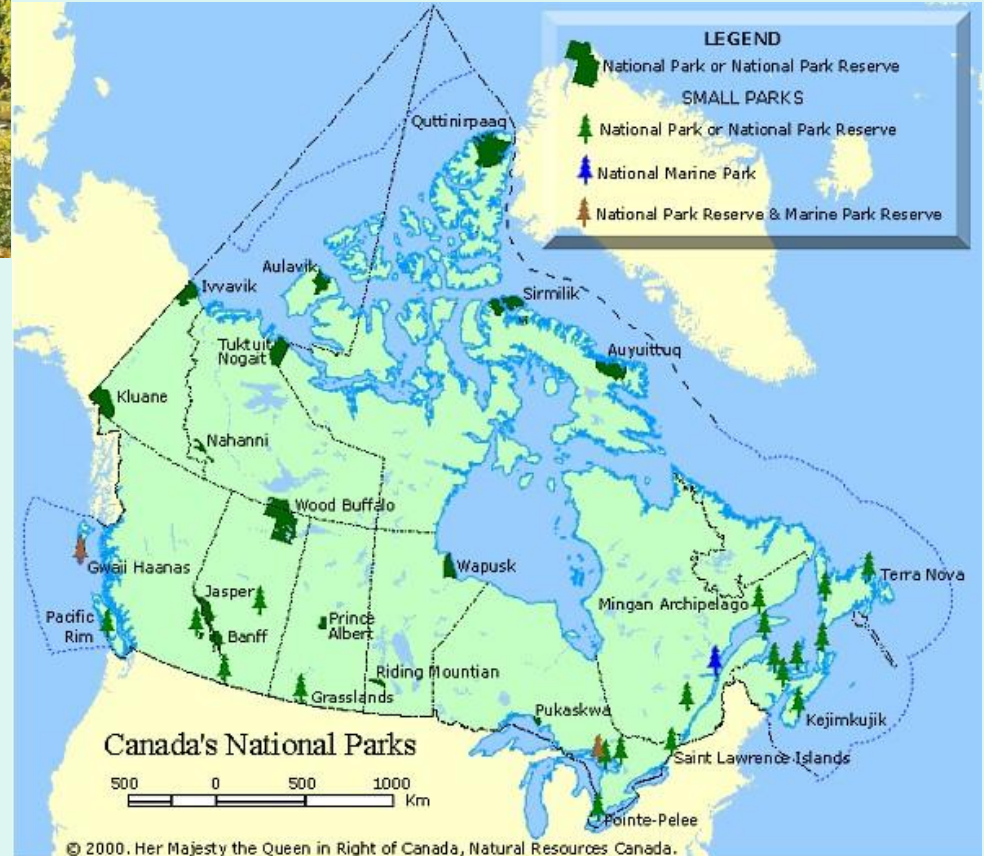 LEGEND
National Park or National Park Reserve
SMALL PARKS
National Park or National Park Reserve
National Marine Park
National Park Reserve & Marine Park Reserve
Quttinirpaaq
Aulavik
Ivvavik
Sirmilik
Tuktuit
Nogait
Auyuittuq
Kluane
Nahanni
Wood Buffalo
Gwaii Haanas
Wapusk
Terra Nova
Jasper
Mingan Archipelago
Pacific
Rim
Prince
Albert
Banff
Riding Mountian
Grasslands
Pukaskwa
Kejimkujik
Canada's National Parks
Saint Lawrence Islands
500 0 500 1000
Km
Pointe-Pelee
© 2000. Her Majesty the Queen in Right of Canada, Natural Resources Canada.